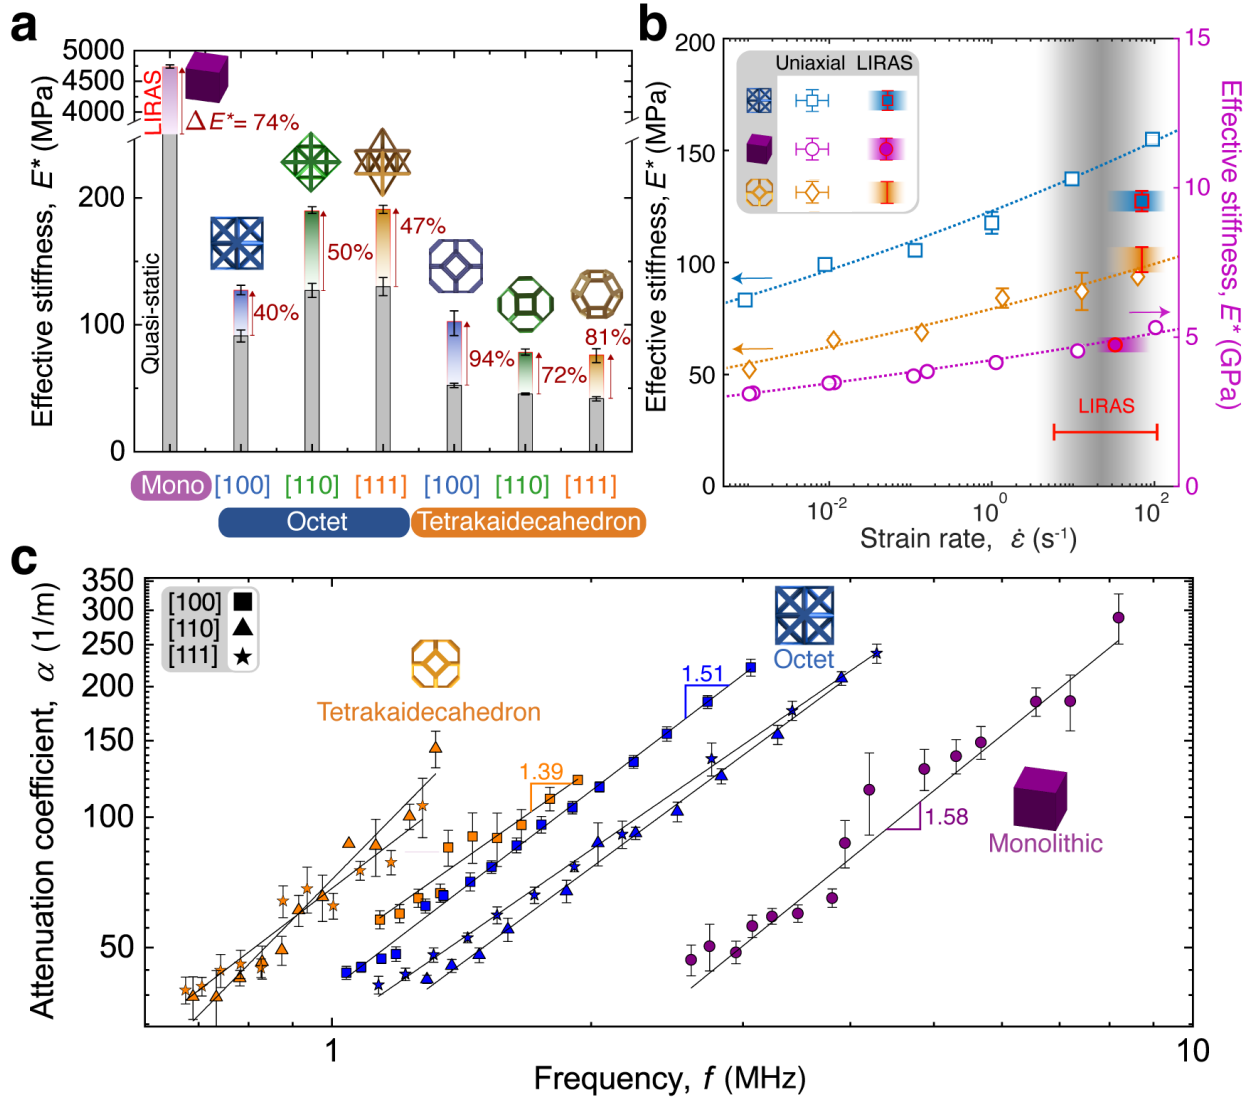 a
5000
4500
4000
200
100
0
Effective stiffness, E* (MPa)
LIRAS
Quasi-static
ΔE*= 74%
40%
50%
47%
94%
72%
81%
Mono
[100]
[110]
[111]
[100]
[110]
[111]
Octet
Tetrakaidecahedron
b
200
150
100
50
0
Effective stiffness, E* (MPa)
Uniaxial
LIRAS
15
10
5
0
Effective stiffness, E* (GPa)
LIRAS
10⁻²
10⁰
10²
Strain rate, ε̇ (s⁻¹)
c
350
300
250
200
150
100
50
Attenuation coefficient, α (1/m)
[100]
[110]
[111]
Tetrakaidecahedron
1.39
1.51
Octet
1.58
Monolithic
1
10
Frequency, f (MHz)